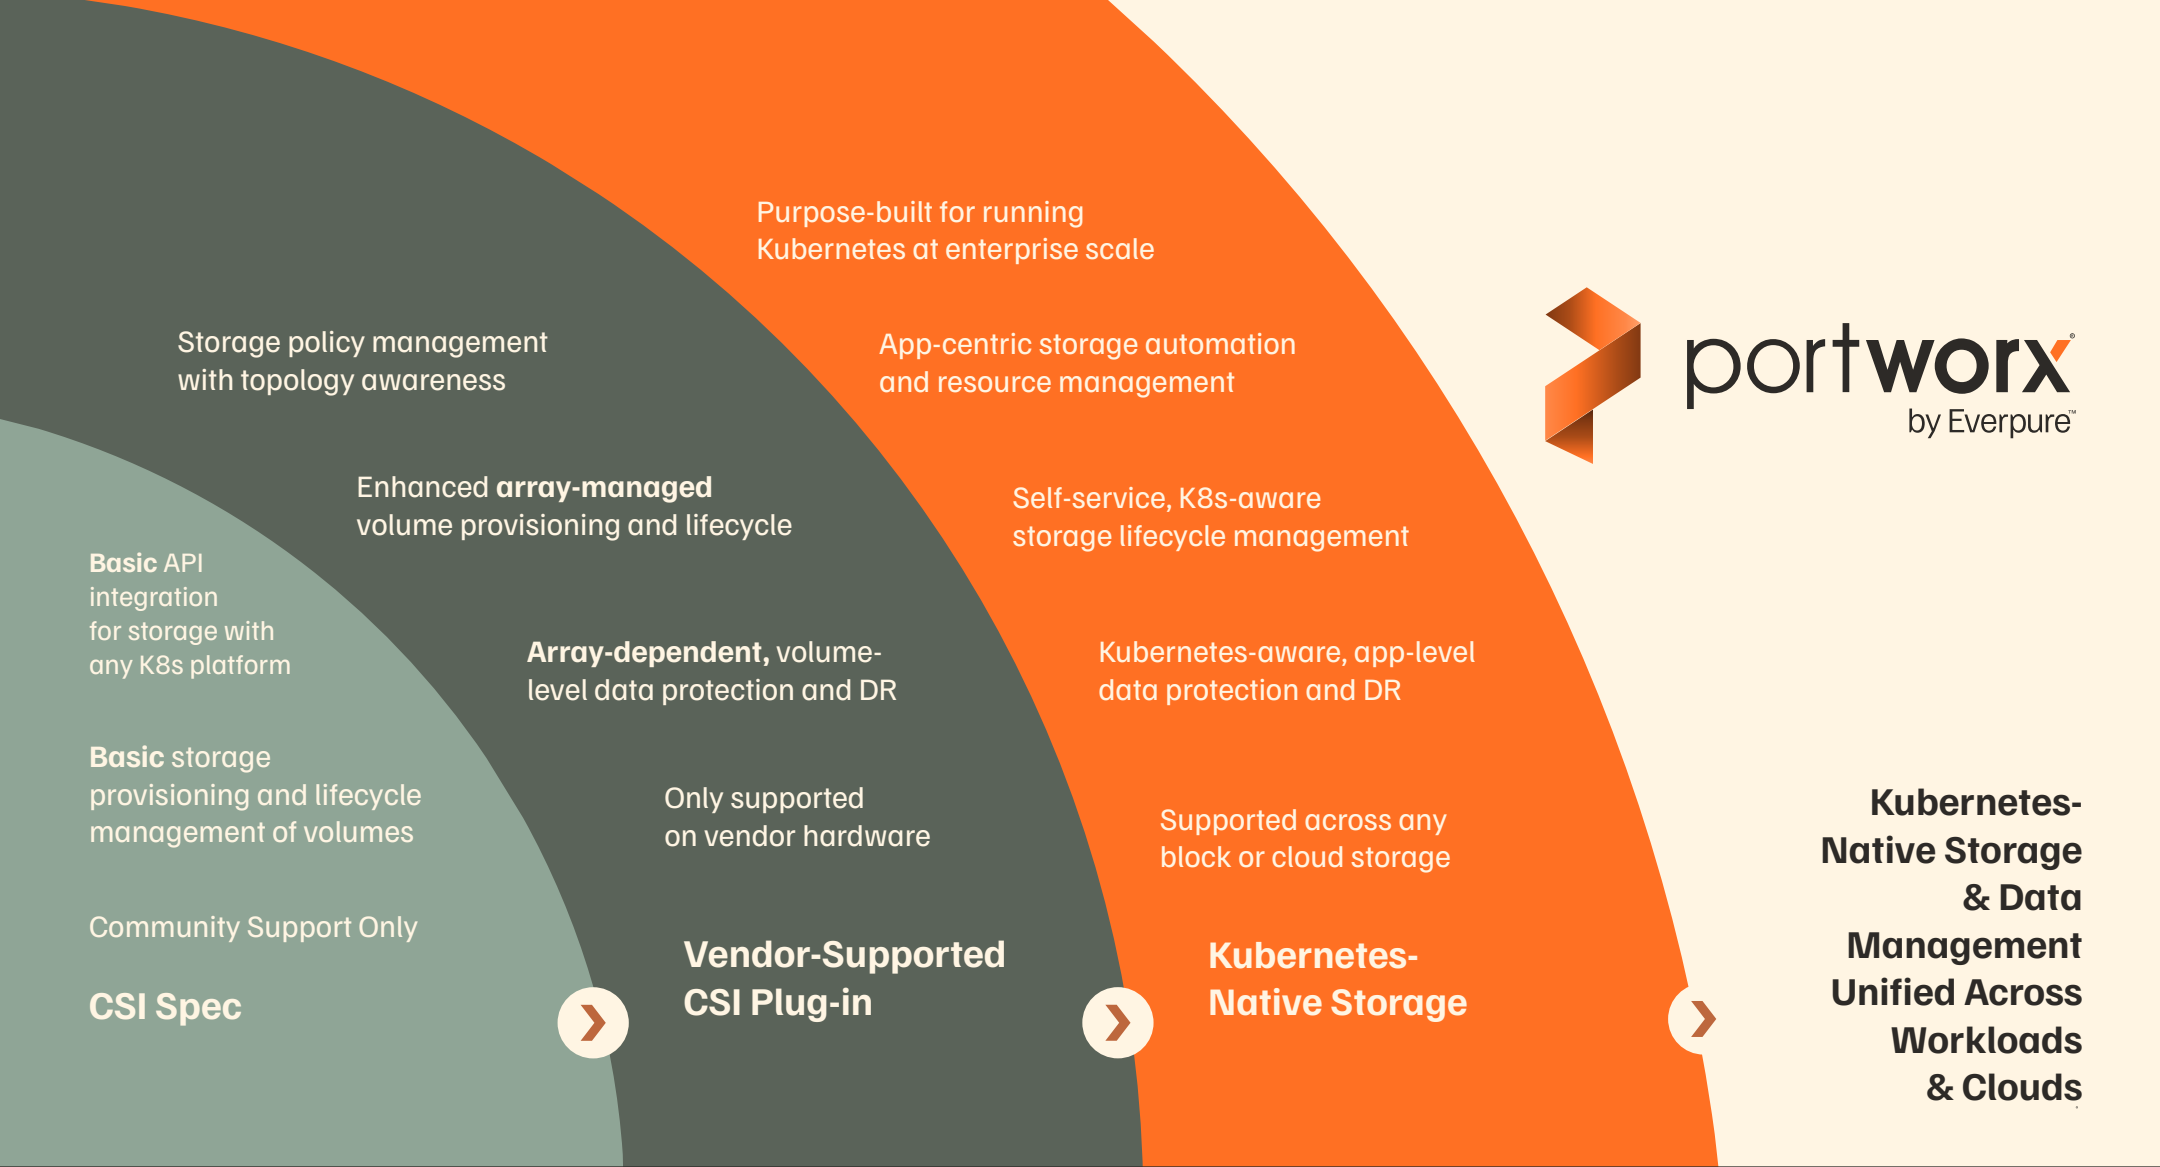 Basic API
integration
for storage with
any K8s platform
Basic storage
provisioning and lifecycle
management of volumes
Community Support Only
CSI Spec
Storage policy management
with topology awareness
Enhanced array-managed
volume provisioning and lifecycle
Array-dependent, volume-
level data protection and DR
Only supported
on vendor hardware
Vendor-Supported
CSI Plug-in
Purpose-built for running
Kubernetes at enterprise scale
App-centric storage automation
and resource management
Self-service, K8s-aware
storage lifecycle management
Kubernetes-aware, app-level
data protection and DR
Supported across any
block or cloud storage
Kubernetes-
Native Storage
portworx®
by Everpure™
Kubernetes-
Native Storage
& Data
Management
Unified Across
Workloads
& Clouds